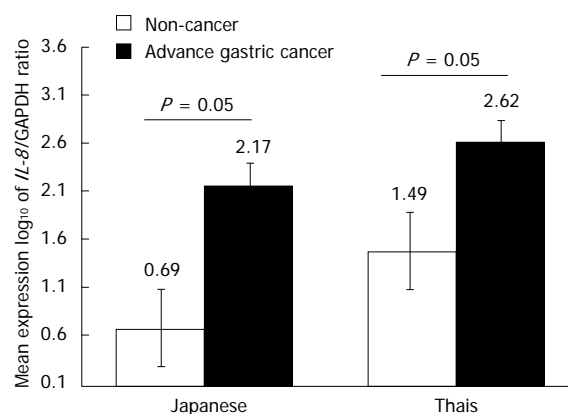 Non-cancer
Advance gastric cancer
Mean expression log₁₀ of IL-8/GAPDH ratio
3.6
3.1
2.6
2.1
1.6
1.1
0.6
0.1
P = 0.05
P = 0.05
0.69
2.17
1.49
2.62
Japanese
Thais